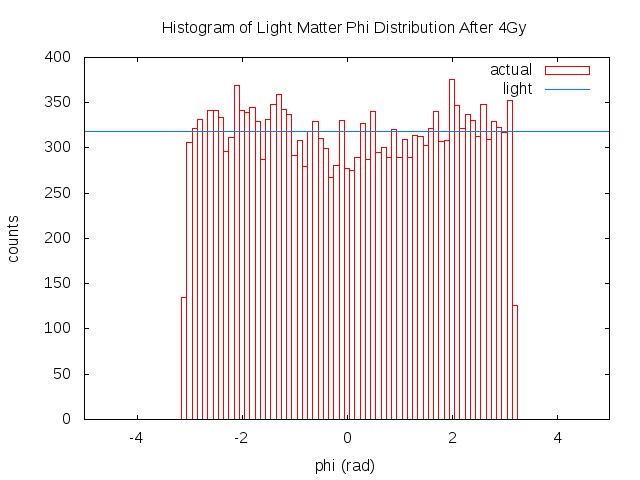 Histogram of Light Matter Phi Distribution After 4Gy
400
350
300
250
200
150
100
50
0
counts
actual
light
-4
-2
0
2
4
phi (rad)